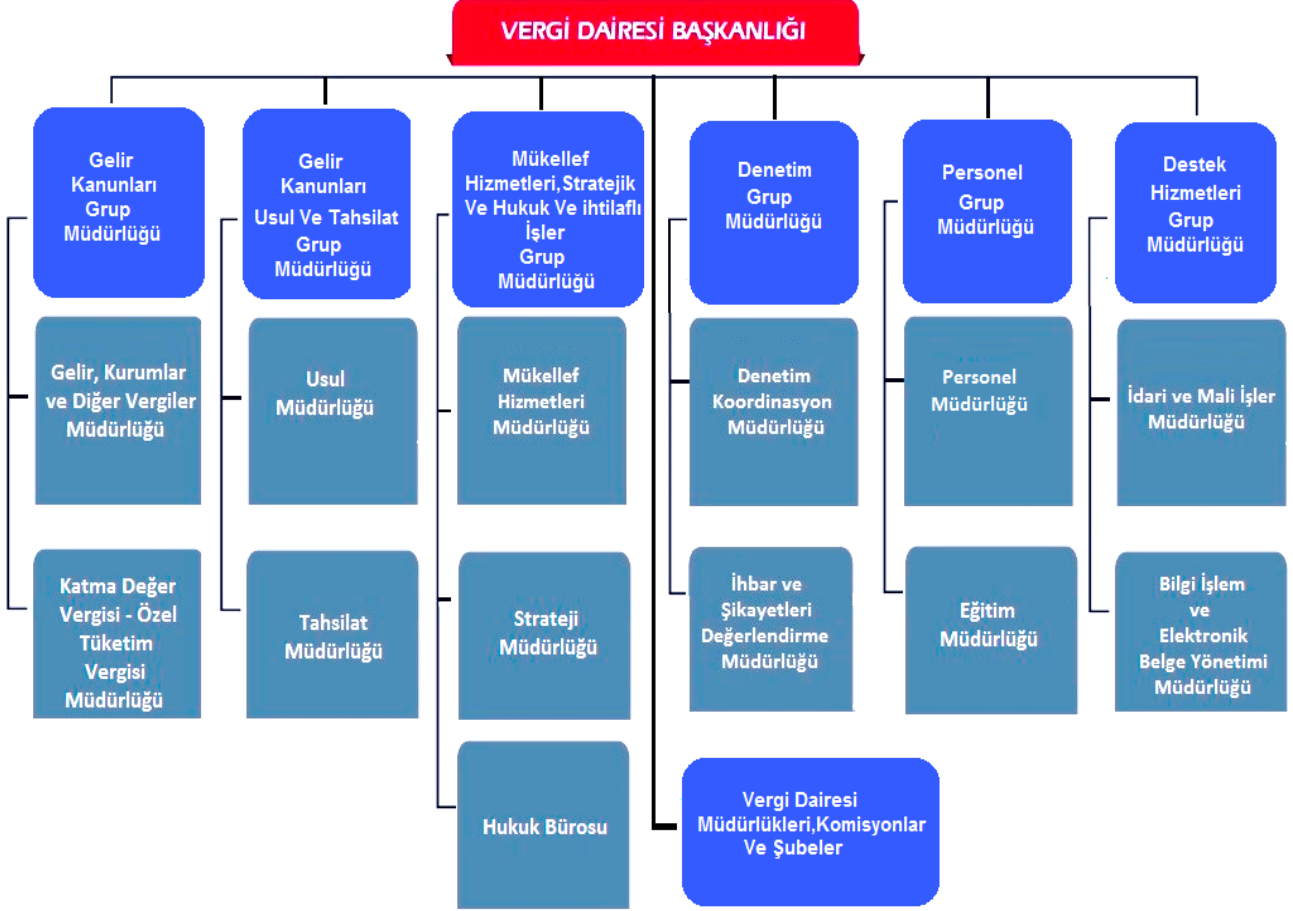 VERGİ DAİRESİ BAŞKANLIĞI
Gelir
Kanunları
Grup
Müdürlüğü
Gelir
Kanunları
Usul Ve Tahsilat
Grup
Müdürlüğü
Mükellef
Hizmetleri,Stratejik
Ve Hukuk Ve ihtilaflı
İşler
Grup
Müdürlüğü
Denetim
Grup
Müdürlüğü
Personel
Grup
Müdürlüğü
Destek
Hizmetleri
Grup
Müdürlüğü
Gelir, Kurumlar
ve Diğer Vergiler
Müdürlüğü
Usul
Müdürlüğü
Mükellef
Hizmetleri
Müdürlüğü
Denetim
Koordinasyon
Müdürlüğü
Personel
Müdürlüğü
İdari ve Mali İşler
Müdürlüğü
Katma Değer
Vergisi - Özel
Tüketim
Vergisi
Müdürlüğü
Tahsilat
Müdürlüğü
Strateji
Müdürlüğü
İhbar ve
Şikayetleri
Değerlendirme
Müdürlüğü
Eğitim
Müdürlüğü
Bilgi İşlem
ve
Elektronik
Belge Yönetimi
Müdürlüğü
Hukuk Bürosu
Vergi Dairesi
Müdürlükleri,Komisyonlar
Ve Şubeler